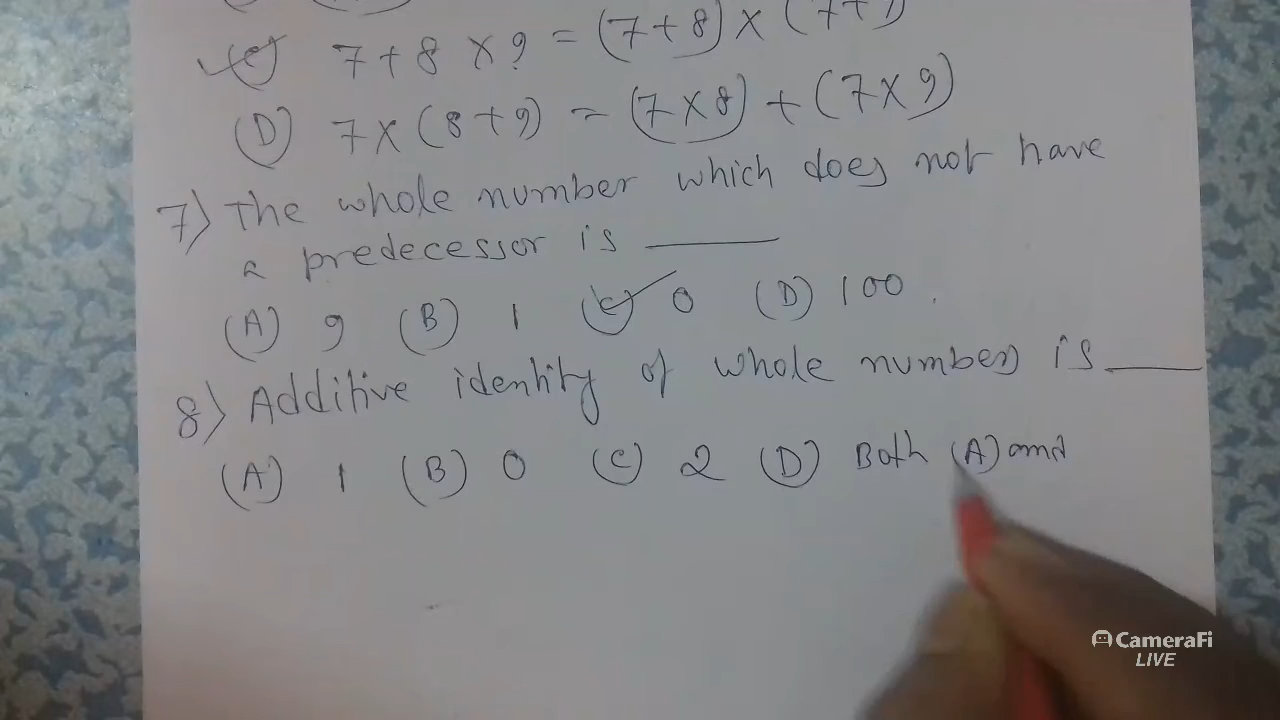 (C) 7+8 × 9 = (7+8) × (7+
(D) 7×(8+9) = (7×8) + (7×9)
7) The whole number which does not have
a predecessor is ______
(A) 9 (B) 1 (C) 0 (D) 100.
8) Additive identity of whole numbers is ______
(A) 1 (B) 0 (C) 2 (D) Both (A) and
CameraFi
LIVE